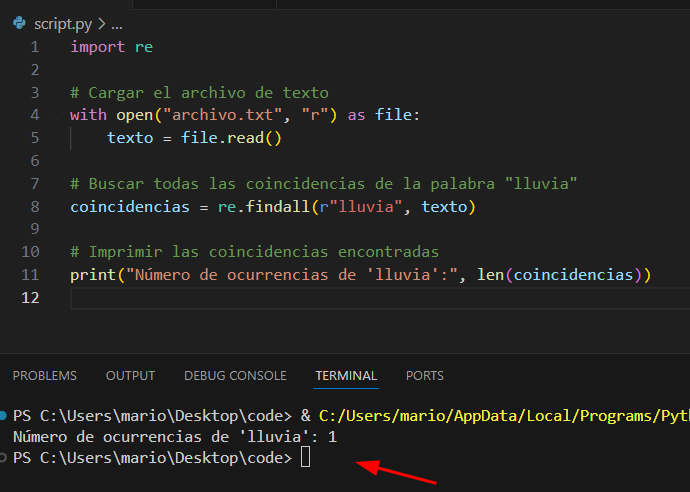 script.py > ...
1 import re
2
3 # Cargar el archivo de texto
4 with open("archivo.txt", "r") as file:
5     texto = file.read()
6
7 # Buscar todas las coincidencias de la palabra "lluvia"
8 coincidencias = re.findall(r"lluvia", texto)
9
10 # Imprimir las coincidencias encontradas
11 print("Número de ocurrencias de 'lluvia':", len(coincidencias))
12
PROBLEMS OUTPUT DEBUG CONSOLE TERMINAL PORTS
PS C:\Users\mario\Desktop\code> & C:/Users/mario/AppData/Local/Programs/Pyth
Número de ocurrencias de 'lluvia': 1
PS C:\Users\mario\Desktop\code>